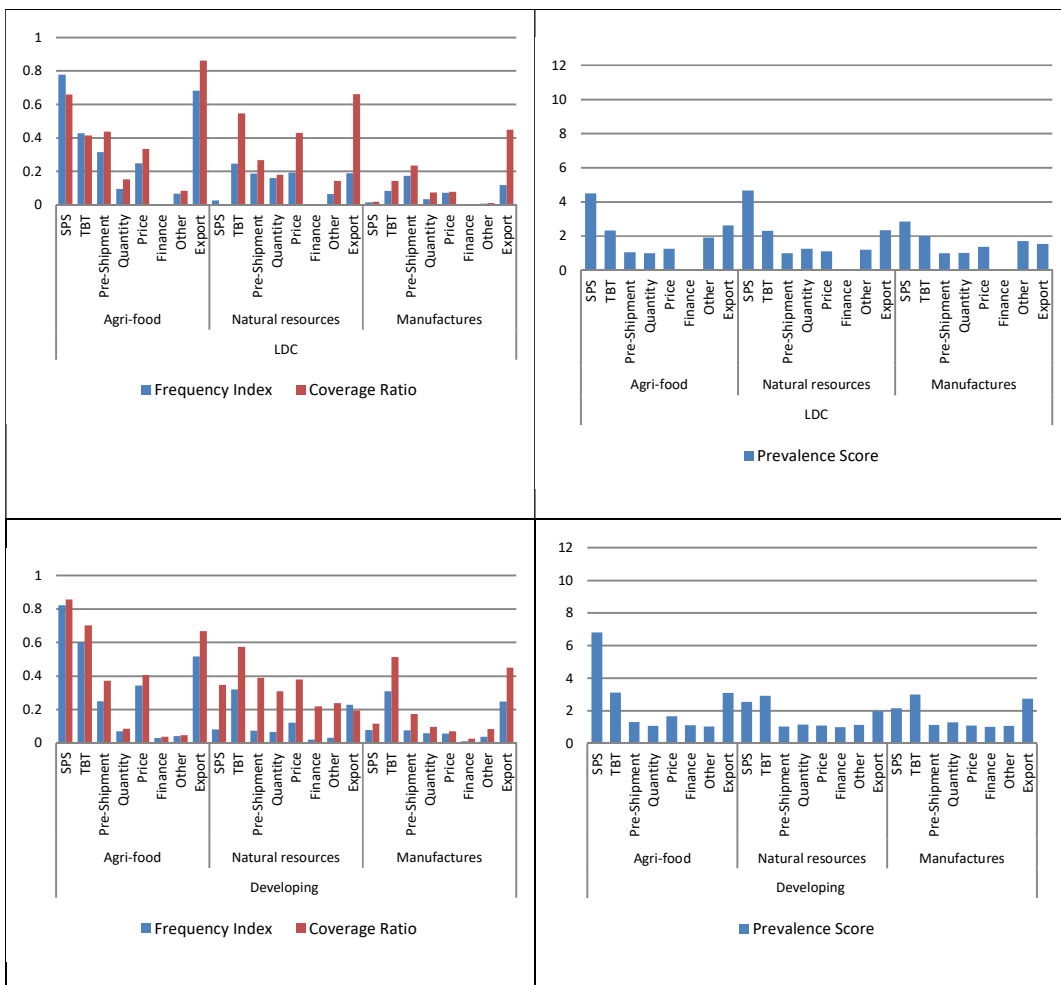 1
0.8
0.6
0.4
0.2
0
SPS
TBT
Pre-Shipment
Quantity
Price
Finance
Other
Export
SPS
TBT
Pre-Shipment
Quantity
Price
Finance
Other
Export
SPS
TBT
Pre-Shipment
Quantity
Price
Finance
Other
Export
Agri-food Natural resources Manufactures
LDC
Frequency Index Coverage Ratio
12
10
8
6
4
2
0
SPS
TBT
Pre-Shipment
Quantity
Price
Finance
Other
Export
SPS
TBT
Pre-Shipment
Quantity
Price
Finance
Other
Export
SPS
TBT
Pre-Shipment
Quantity
Price
Finance
Other
Export
Agri-food Natural resources Manufactures
LDC
Prevalence Score
1
0.8
0.6
0.4
0.2
0
SPS
TBT
Pre-Shipment
Quantity
Price
Finance
Other
Export
SPS
TBT
Pre-Shipment
Quantity
Price
Finance
Other
Export
SPS
TBT
Pre-Shipment
Quantity
Price
Finance
Other
Export
Agri-food Natural resources Manufactures
Developing
Frequency Index Coverage Ratio
12
10
8
6
4
2
0
SPS
TBT
Pre-Shipment
Quantity
Price
Finance
Other
Export
SPS
TBT
Pre-Shipment
Quantity
Price
Finance
Other
Export
SPS
TBT
Pre-Shipment
Quantity
Price
Finance
Other
Export
Agri-food Natural resources Manufactures
Developing
Prevalence Score